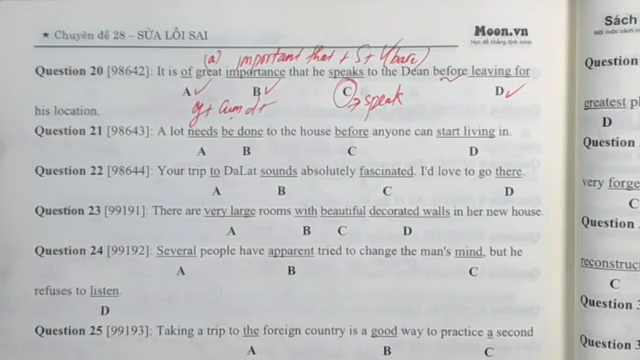 ★ Chuyên đề 28 – SỬA LỖI SAI
Moon.vn
Học để khẳng định mình
(a) important that + S + V(bare)
Question 20 [98642]: It is of great importance that he speaks to the Dean before leaving for
A B C D
→ speak
his location.
Question 21 [98643]: A lot needs be done to the house before anyone can start living in.
A B C D
Question 22 [98644]: Your trip to DaLat sounds absolutely fascinated. I'd love to go there.
A B C D
Question 23 [99191]: There are very large rooms with beautiful decorated walls in her new house.
A B C D
Question 24 [99192]: Several people have apparent tried to change the man's mind, but he
A B C
refuses to listen.
D
Question 25 [99193]: Taking a trip to the foreign country is a good way to practice a second
A B C
Sách
Question
greatest
D
Question
very forge
C
Question
reconstruc
C
Question 3
Question 3